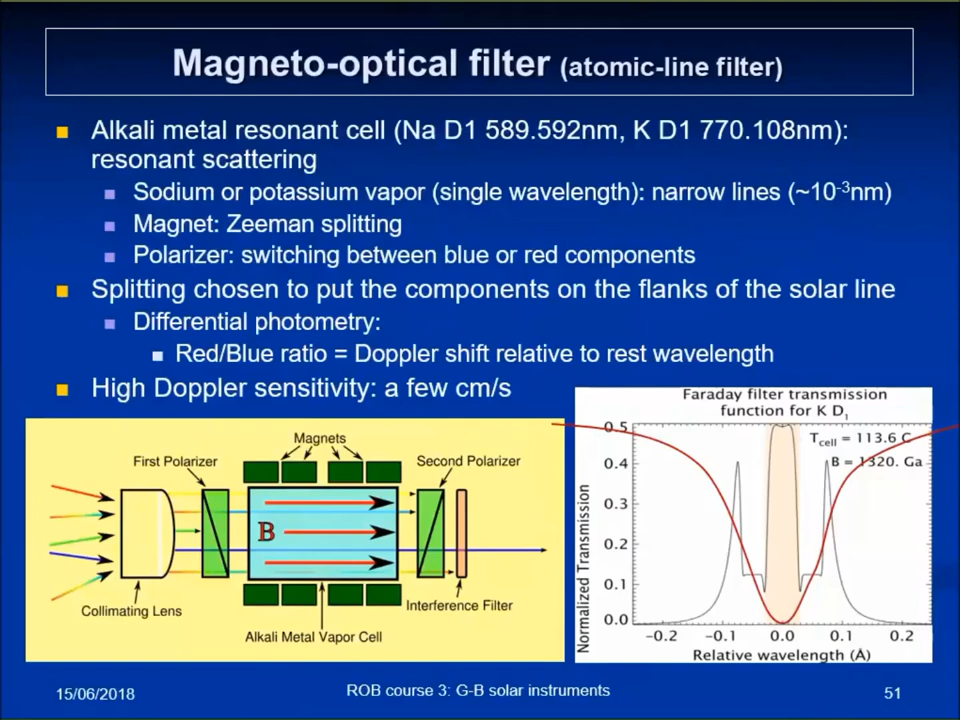 Magneto-optical filter (atomic-line filter)
Alkali metal resonant cell (Na D1 589.592nm, K D1 770.108nm):
resonant scattering
Sodium or potassium vapor (single wavelength): narrow lines (~10⁻³nm)
Magnet: Zeeman splitting
Polarizer: switching between blue or red components
Splitting chosen to put the components on the flanks of the solar line
Differential photometry:
Red/Blue ratio = Doppler shift relative to rest wavelength
High Doppler sensitivity: a few cm/s
Magnets
First Polarizer
Second Polarizer
B
Collimating Lens
Interference Filter
Alkali Metal Vapor Cell
Faraday filter transmission
function for K D₁
T_cell = 113.6 C
B = 1320. Ga
Normalized Transmission
0.5
0.4
0.3
0.2
0.1
0.0
-0.2 -0.1 0.0 0.1 0.2
Relative wavelength (Å)
15/06/2018
ROB course 3: G-B solar instruments
51